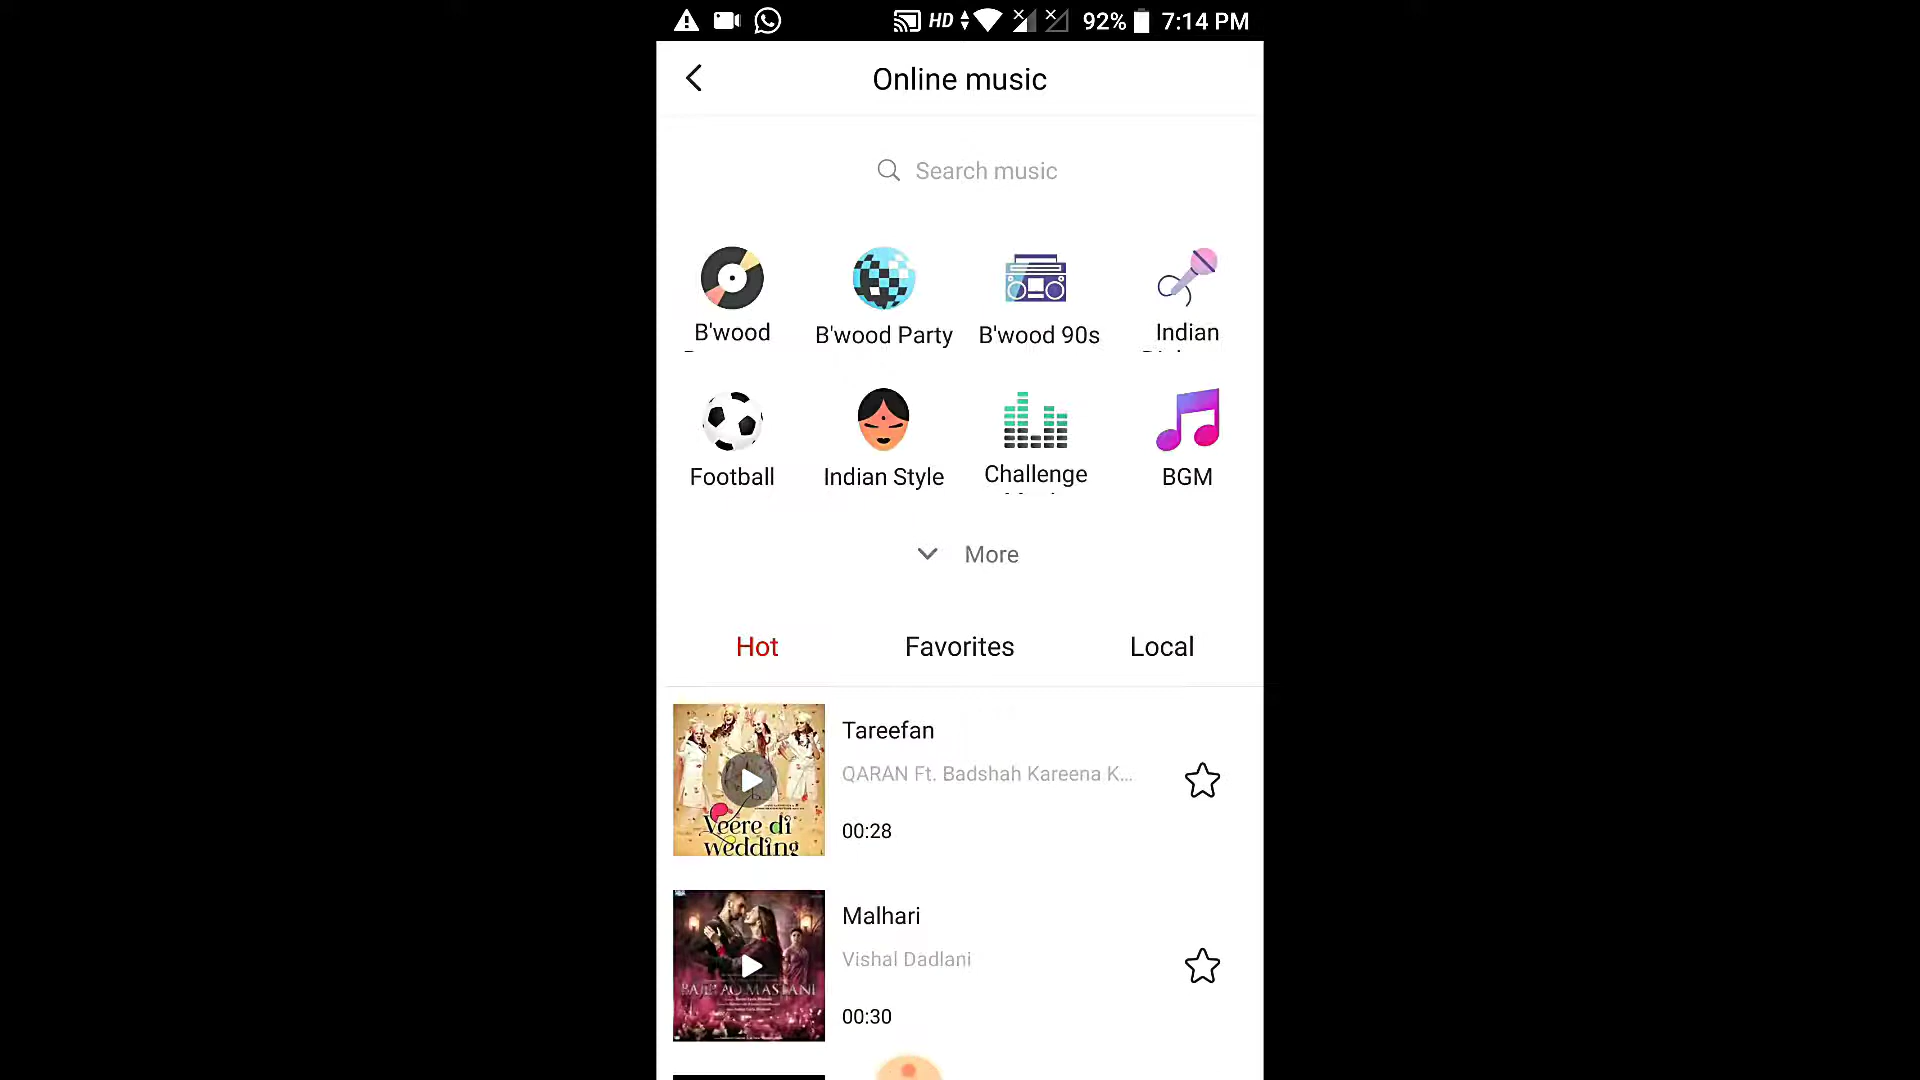 HD 92% 7:14 PM
Online music
Search music
B'wood B'wood Party B'wood 90s Indian
Football Indian Style Challenge BGM
More
Hot Favorites Local
Tareefan
QARAN Ft. Badshah Kareena K...
00:28
Veere di
wedding
Malhari
Vishal Dadlani
BAJIRAO MASTANI
00:30